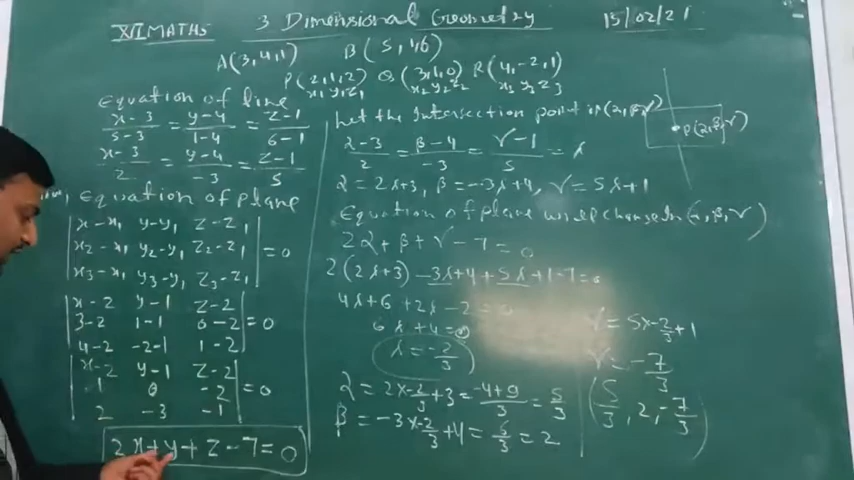 XII MATHS 3 Dimensional Geometry 15/02/21
A(3,4,1) B(5,1,6)
P(2,1,2) Q(3,1,0) R(4,-2,1)
x₁ y₁ z₁ x₂ y₂ z₂ x₃ y₃ z₃
Equation of line
x-3/5-3 = y-4/1-4 = z-1/6-1
x-3/2 = y-4/-3 = z-1/5
Equation of plane
| x-x₁ y-y₁ z-z₁ |
| x₂-x₁ y₂-y₁ z₂-z₁ | = 0
| x₃-x₁ y₃-y₁ z₃-z₁ |
| x-2 y-1 z-2 |
| 3-2 1-1 0-2 | = 0
| 4-2 -2-1 1-2 |
| x-2 y-1 z-2 |
| 1 0 -2 | = 0
| 2 -3 -1 |
2x+y+z-7=0
Let the Intersection point is (α,β,γ)
P(α,β,γ)
α-3/2 = β-4/-3 = γ-1/5 = λ
α = 2λ+3, β = -3λ+4, γ = 5λ+1
Equation of plane will change In (α,β,γ)
2α+β+γ-7=0
2(2λ+3)-3λ+4+5λ+1-7=0
4λ+6+2λ-2=0
6λ+4=0
λ=-2/3
α=2x-2/3+3=-4+9/3=5/3
β=-3x-2/3+4=6/3=2
γ=5x-2/3+1
γ=-7/3
(5/3,2,-7/3)